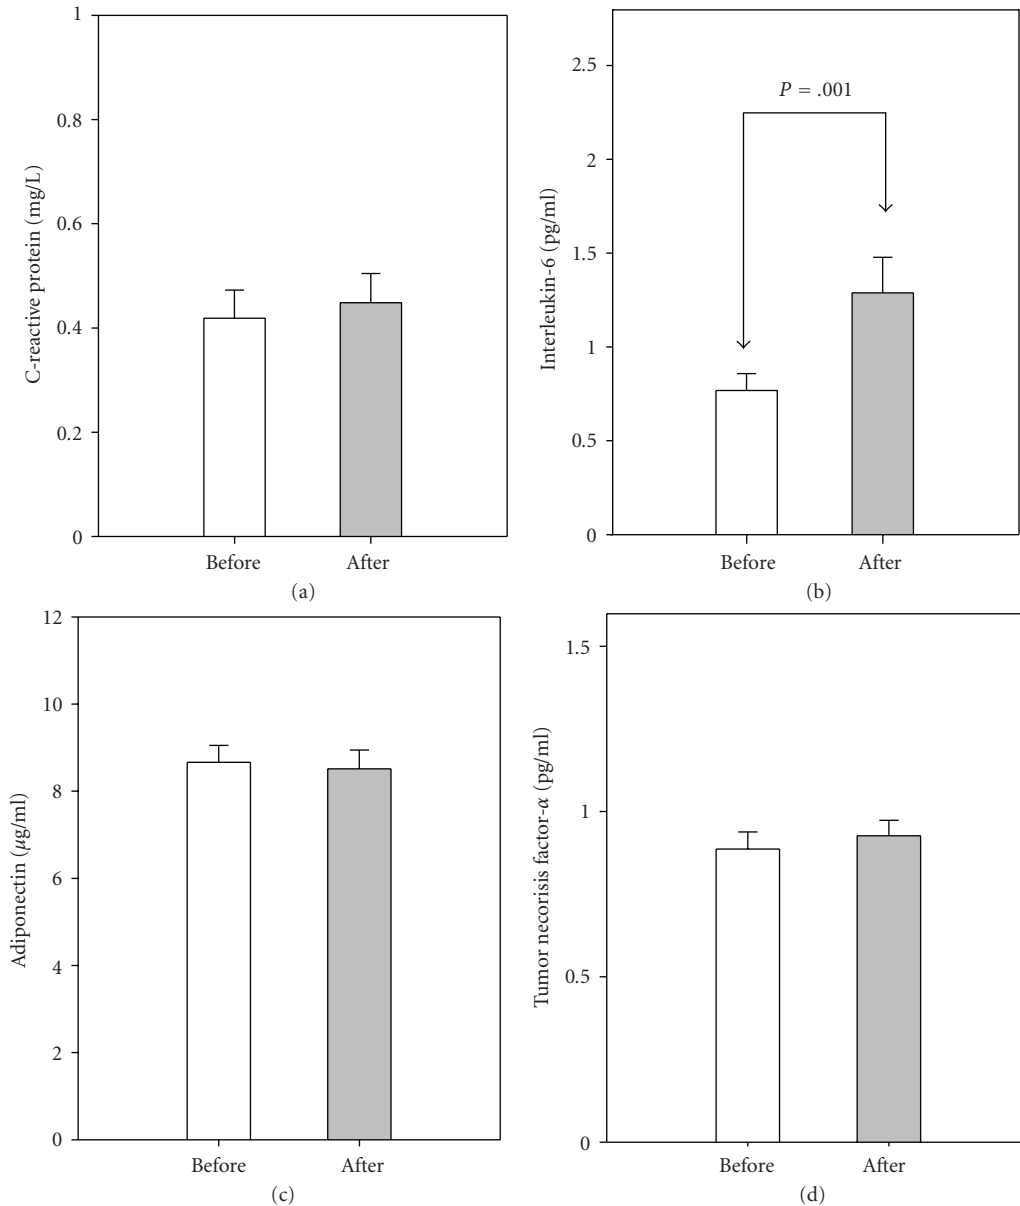 C-reactive protein (mg/L)
1
0.8
0.6
0.4
0.2
0
Before After
(a)
Interleukin-6 (pg/ml)
2.5
2
1.5
1
0.5
0
P = .001
Before After
(b)
Adiponectin (μg/ml)
12
10
8
6
4
2
0
Before After
(c)
Tumor necorisis factor-α (pg/ml)
1.5
1
0.5
0
Before After
(d)